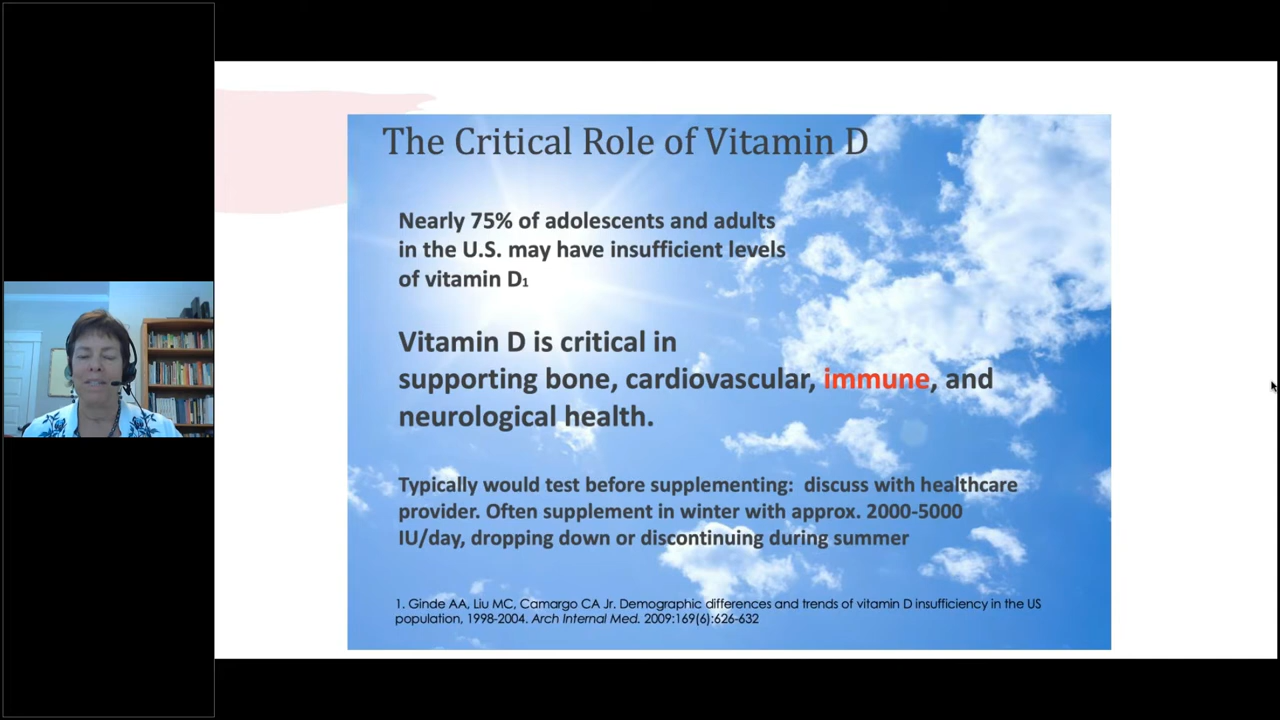 The Critical Role of Vitamin D
Nearly 75% of adolescents and adults
in the U.S. may have insufficient levels
of vitamin D1
Vitamin D is critical in
supporting bone, cardiovascular, immune, and
neurological health.
Typically would test before supplementing: discuss with healthcare
provider. Often supplement in winter with approx. 2000-5000
IU/day, dropping down or discontinuing during summer
1. Ginde AA, Liu MC, Camargo CA Jr. Demographic differences and trends of vitamin D insufficiency in the US
population, 1998-2004. Arch Internal Med. 2009:169(6):626-632